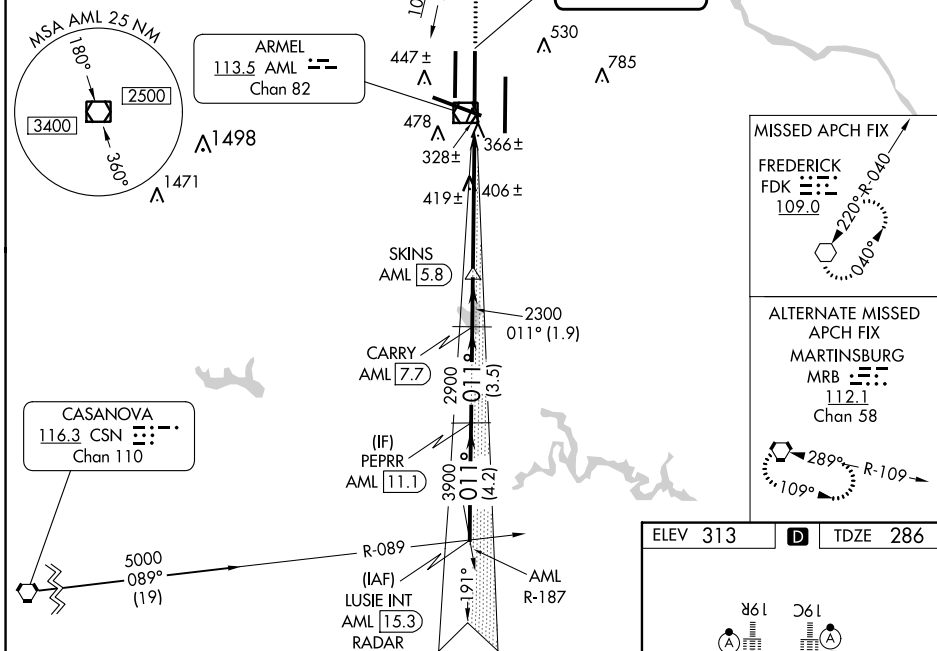 MSA AML 25 NM
180°
2500
3400
360°
1498
1471
ARMEL
113.5 AML
Chan 82
10
447±
530
785
478
328±
366±
419±
406±
SKINS
AML 5.8
2300
011° (1.9)
CARRY
AML 7.7
2900
011°
(3.5)
(IF)
PEPRR
AML 11.1
3900
011°
(4.2)
CASANOVA
116.3 CSN
Chan 110
5000
089°
(19)
R-089
(IAF)
LUSIE INT
AML 15.3
RADAR
191°
AML
R-187
MISSED APCH FIX
FREDERICK
FDK
109.0
R-040
220°
040°
ALTERNATE MISSED
APCH FIX
MARTINSBURG
MRB
112.1
Chan 58
289°
R-109
109°
ELEV 313
D
TDZE 286
19R
19C
A
A